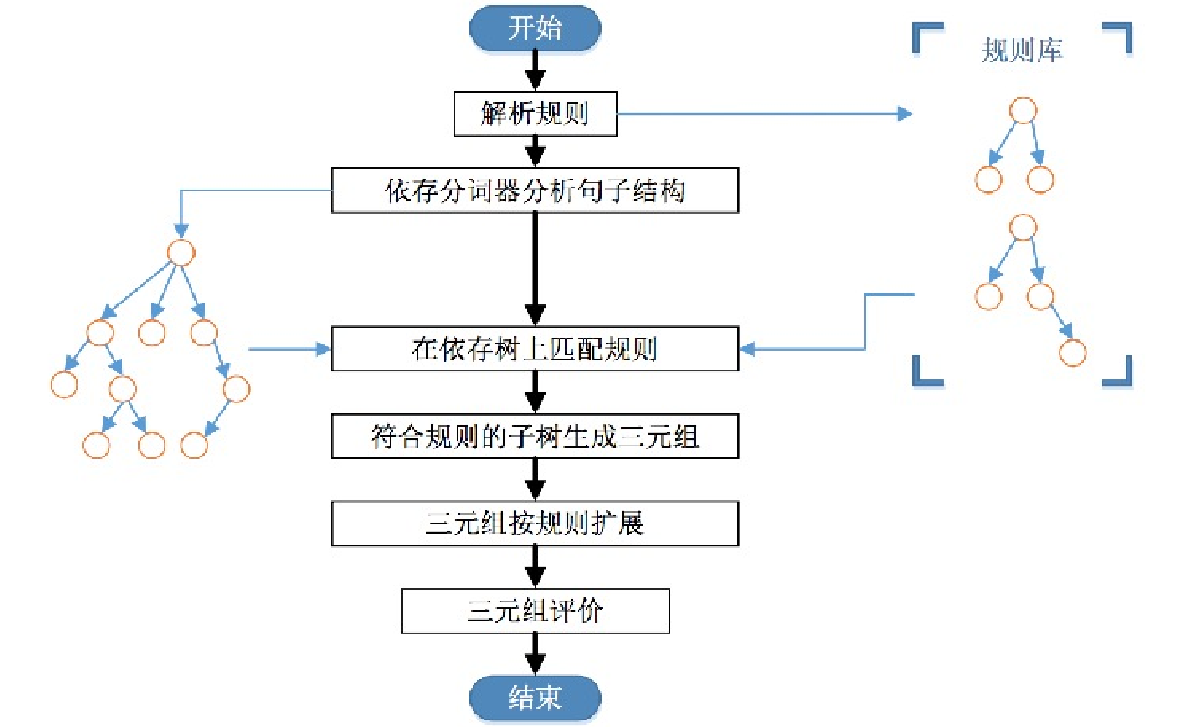 开始
规则库
解析规则
依存分词器分析句子结构
在依存树上匹配规则
符合规则的子树生成三元组
三元组按规则扩展
三元组评价
结束